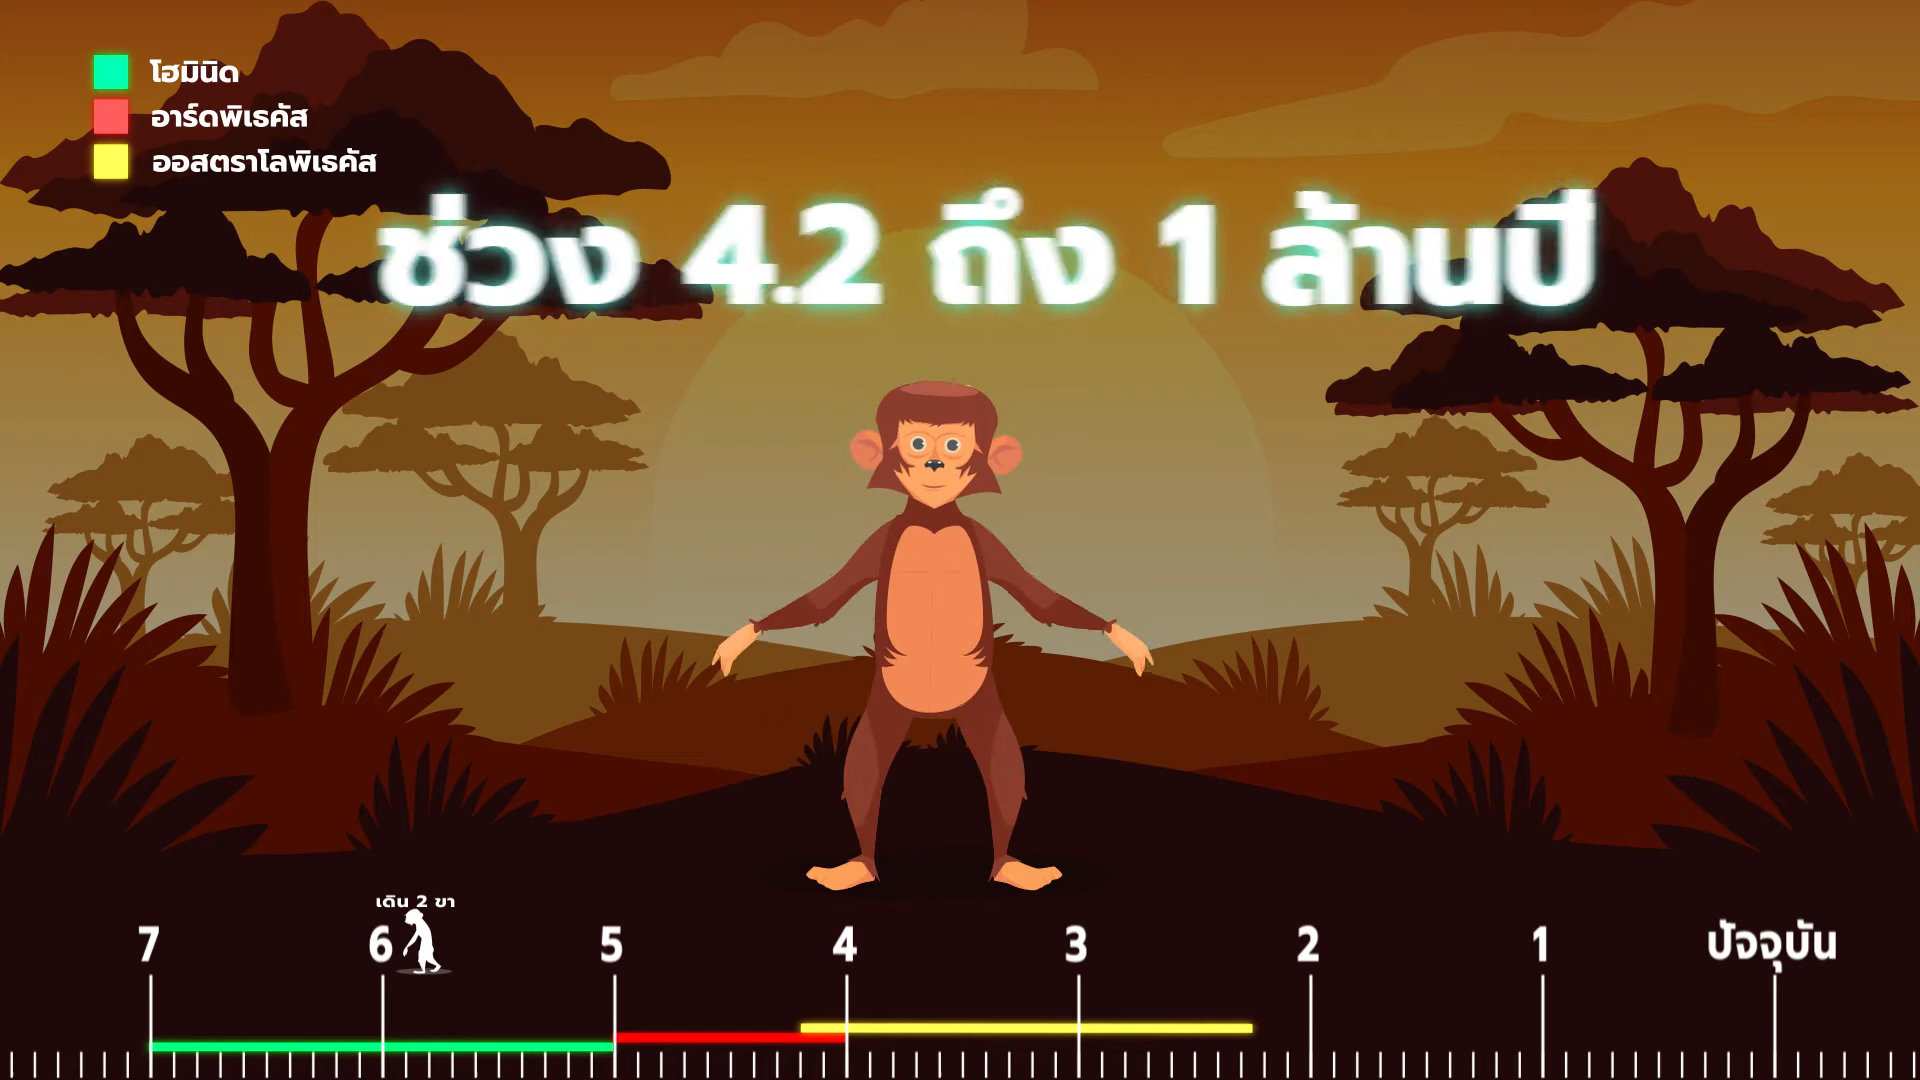 โฮมินิด
อาร์ดพิเธคัส
ออสตราโลพิเธคัส
ช่วง 4.2 ถึง 1 ล้านปี
เดิน 2 ขา
7 6 5 4 3 2 1 ปัจจุบัน